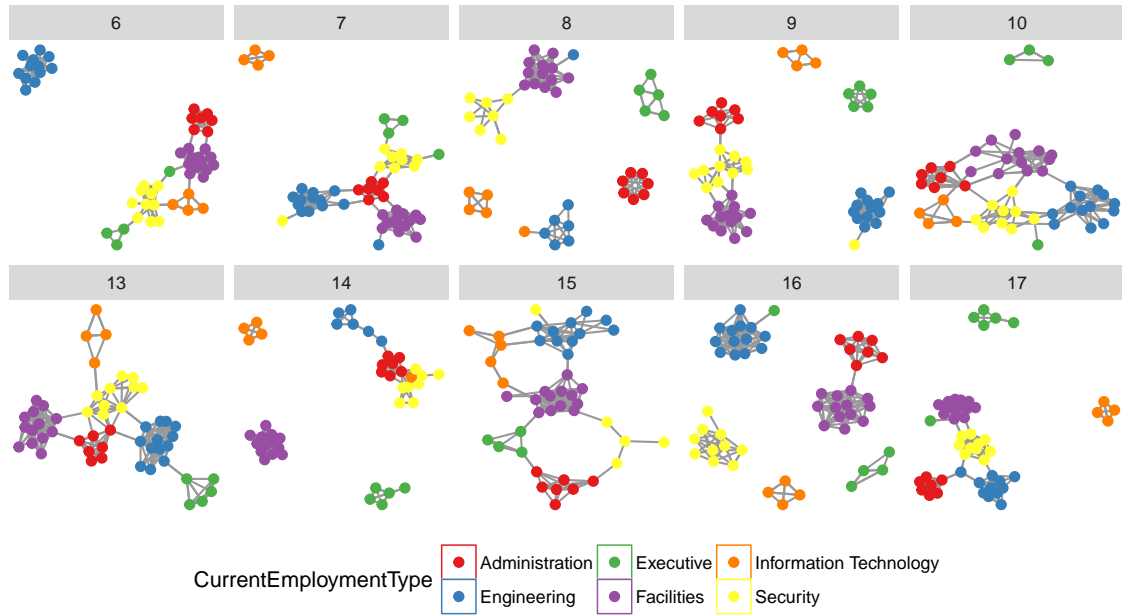 6 7 8 9 10
13 14 15 16 17
CurrentEmploymentType
Administration Executive Information Technology
Engineering Facilities Security